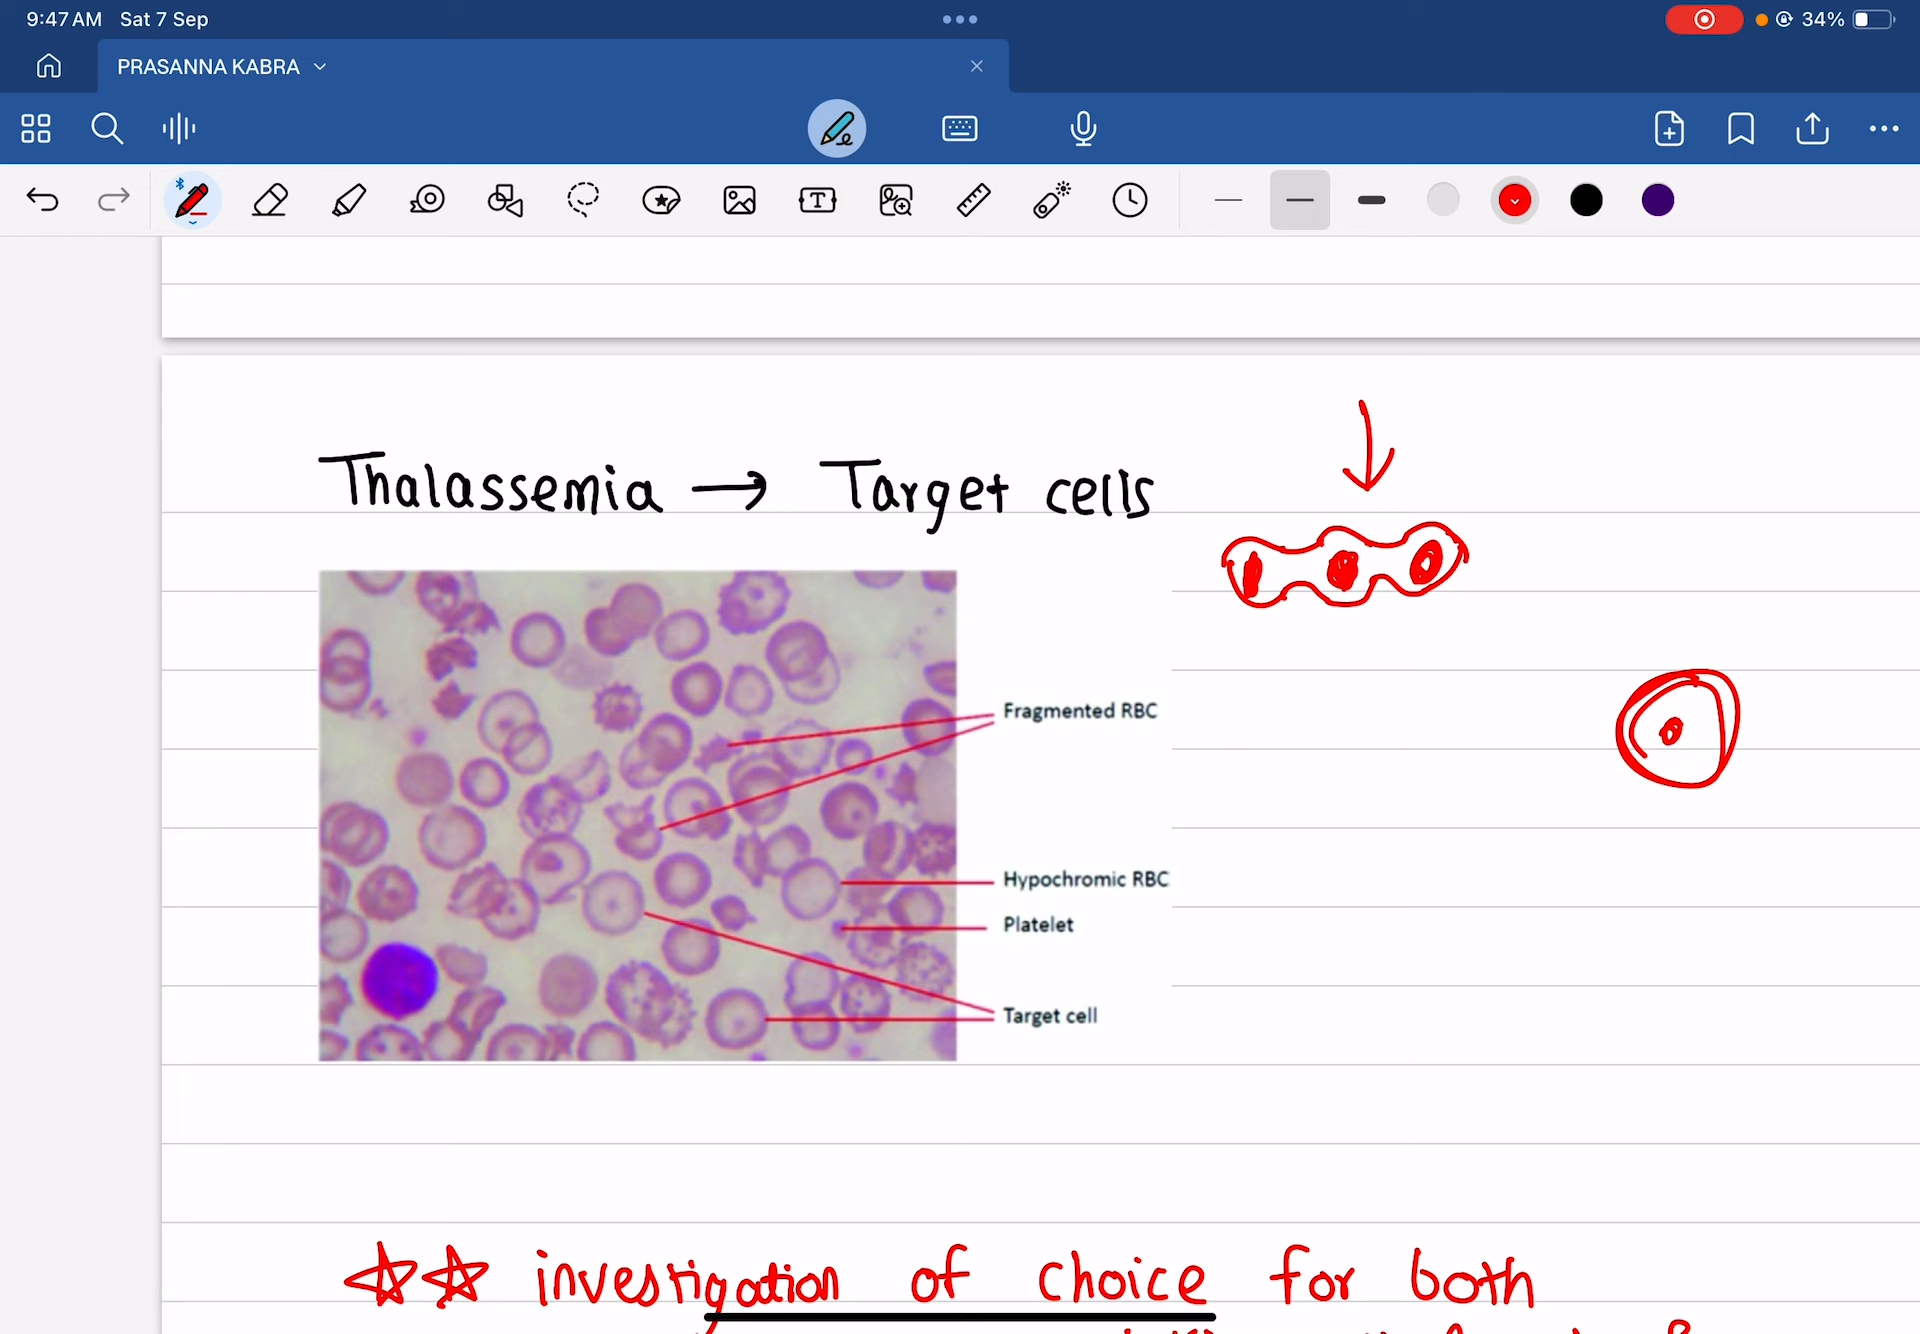 9:47 AM Sat 7 Sep
34%
PRASANNA KABRA
Thalassemia → Target cells
Fragmented RBC
Hypochromic RBC
Platelet
Target cell
investigation of choice for both